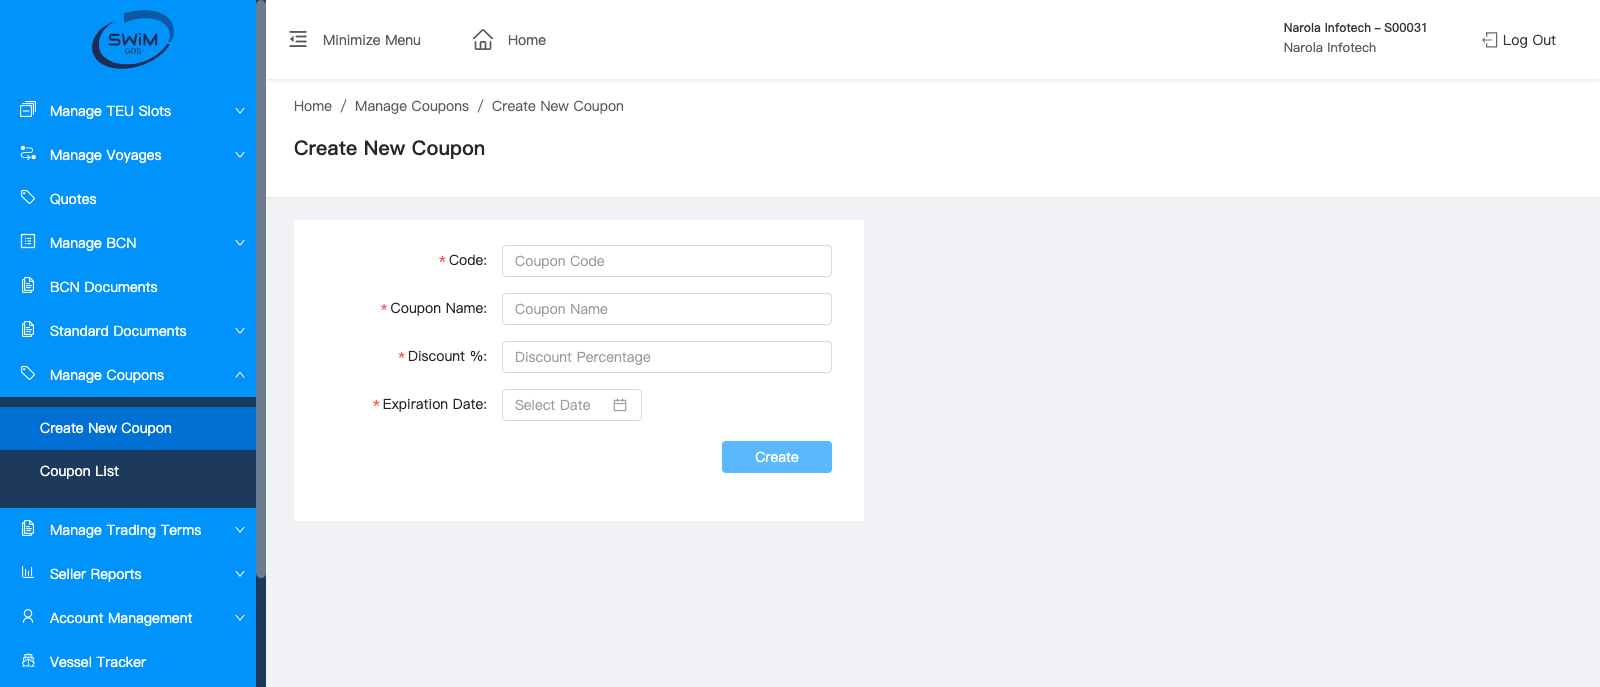 SWiM
GDS
Minimize Menu
Home
Narola Infotech – S00031
Narola Infotech
Log Out
Manage TEU Slots
Manage Voyages
Quotes
Manage BCN
BCN Documents
Standard Documents
Manage Coupons
Create New Coupon
Coupon List
Manage Trading Terms
Seller Reports
Account Management
Vessel Tracker
Home / Manage Coupons / Create New Coupon
Create New Coupon
* Code: Coupon Code
* Coupon Name: Coupon Name
* Discount %: Discount Percentage
* Expiration Date: Select Date
Create